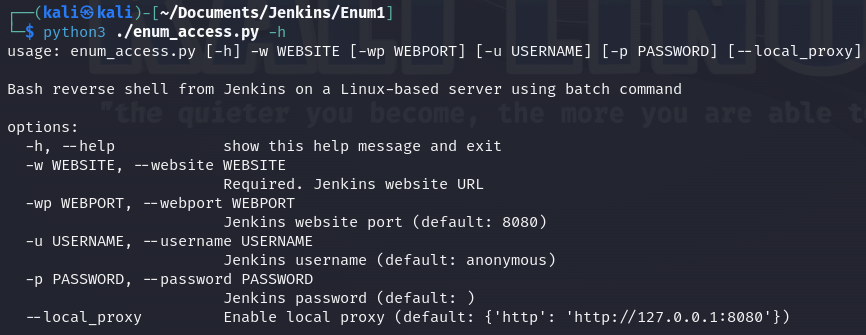 ┌──(kali㉿kali)-[~/Documents/Jenkins/Enum1]
└─$ python3 ./enum_access.py -h
usage: enum_access.py [-h] -w WEBSITE [-wp WEBPORT] [-u USERNAME] [-p PASSWORD] [--local_proxy]
Bash reverse shell from Jenkins on a Linux-based server using batch command
"the quieter you become, the more you are able t
options:
-h, --help show this help message and exit
-w WEBSITE, --website WEBSITE
Required. Jenkins website URL
-wp WEBPORT, --webport WEBPORT
Jenkins website port (default: 8080)
-u USERNAME, --username USERNAME
Jenkins username (default: anonymous)
-p PASSWORD, --password PASSWORD
Jenkins password (default: )
--local_proxy Enable local proxy (default: {'http': 'http://127.0.0.1:8080'})